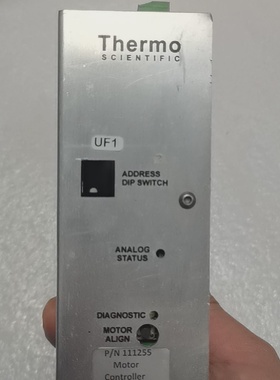 Thermo
SCIENTIFIC
UF1
ADDRESS
DIP SWITCH
ANALOG
STATUS
DIAGNOSTIC
MOTOR
ALIGN
P/N 111255
Motor
Controller